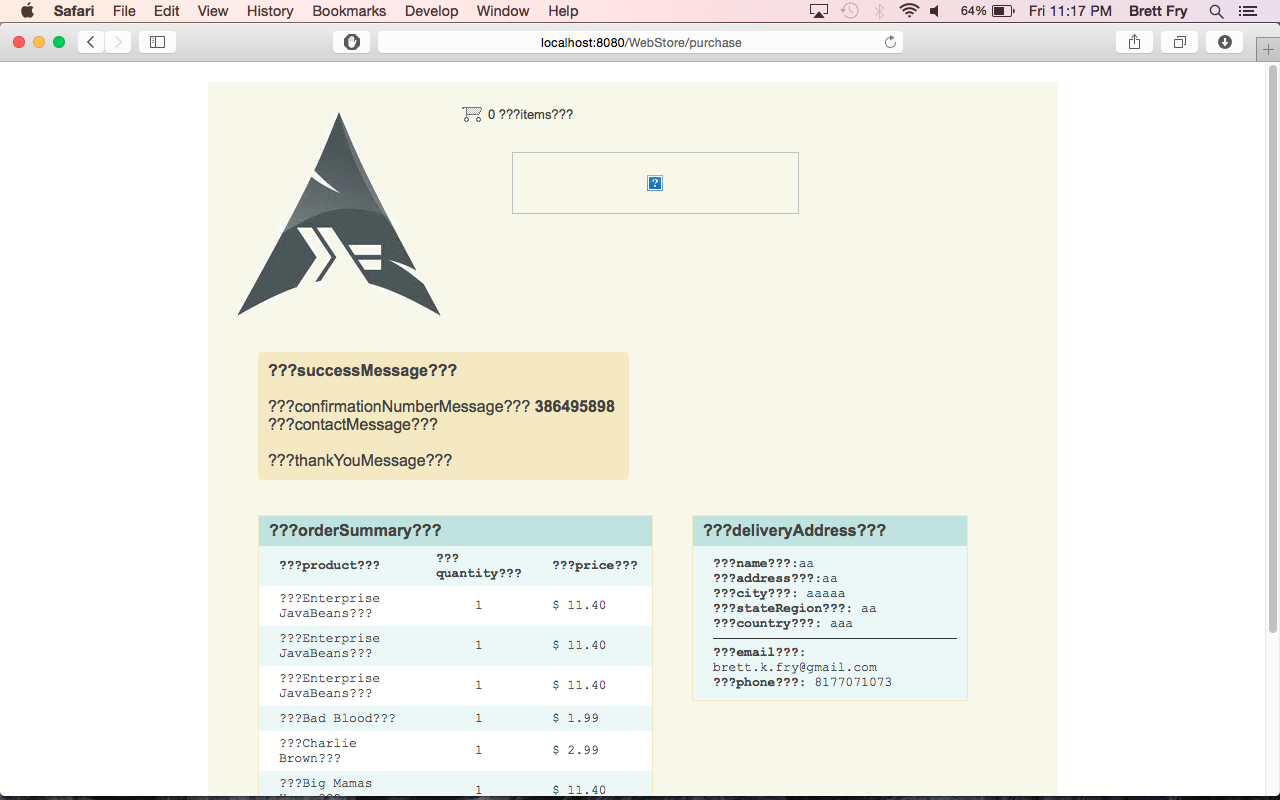 Safari File Edit View History Bookmarks Develop Window Help 64% Fri 11:17 PM Brett Fry
localhost:8080/WebStore/purchase
0 ???items???
???successMessage???
???confirmationNumberMessage??? 386495898
???contactMessage???
???thankYouMessage???
???orderSummary???
???product??? ???quantity??? ???price???
???Enterprise
JavaBeans??? 1 $ 11.40
???Enterprise
JavaBeans??? 1 $ 11.40
???Enterprise
JavaBeans??? 1 $ 11.40
???Bad Blood??? 1 $ 1.99
???Charlie
Brown??? 1 $ 2.99
???Big Mamas
1 $ 11.40
???deliveryAddress???
???name???:aa
???address???:aa
???city???: aaaaa
???stateRegion???: aa
???country???: aaa
???email???:
brett.k.fry@gmail.com
???phone???: 8177071073